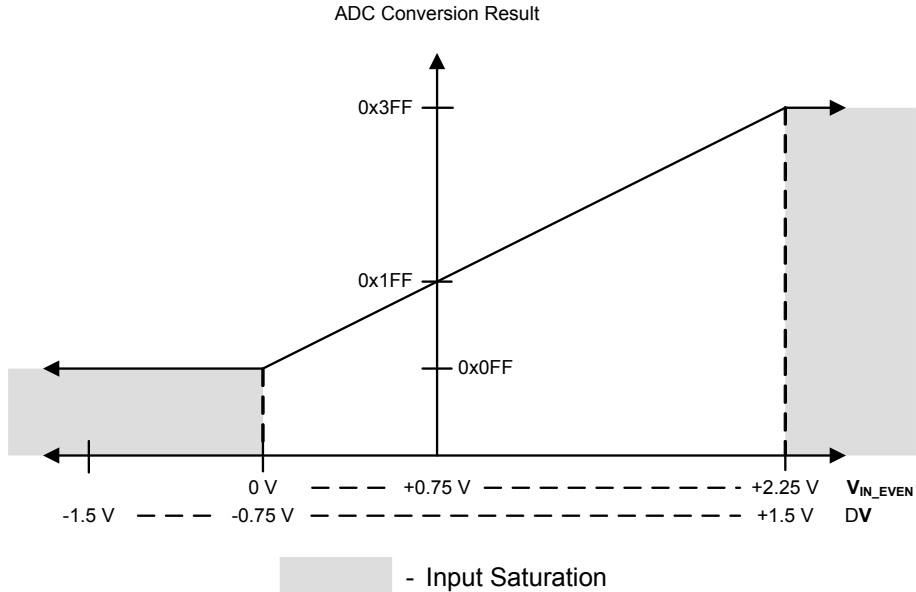 ADC Conversion Result
0x3FF
0x1FF
0x0FF
0 V +0.75 V +2.25 V VIN_EVEN
-1.5 V -0.75 V +1.5 V DV
- Input Saturation